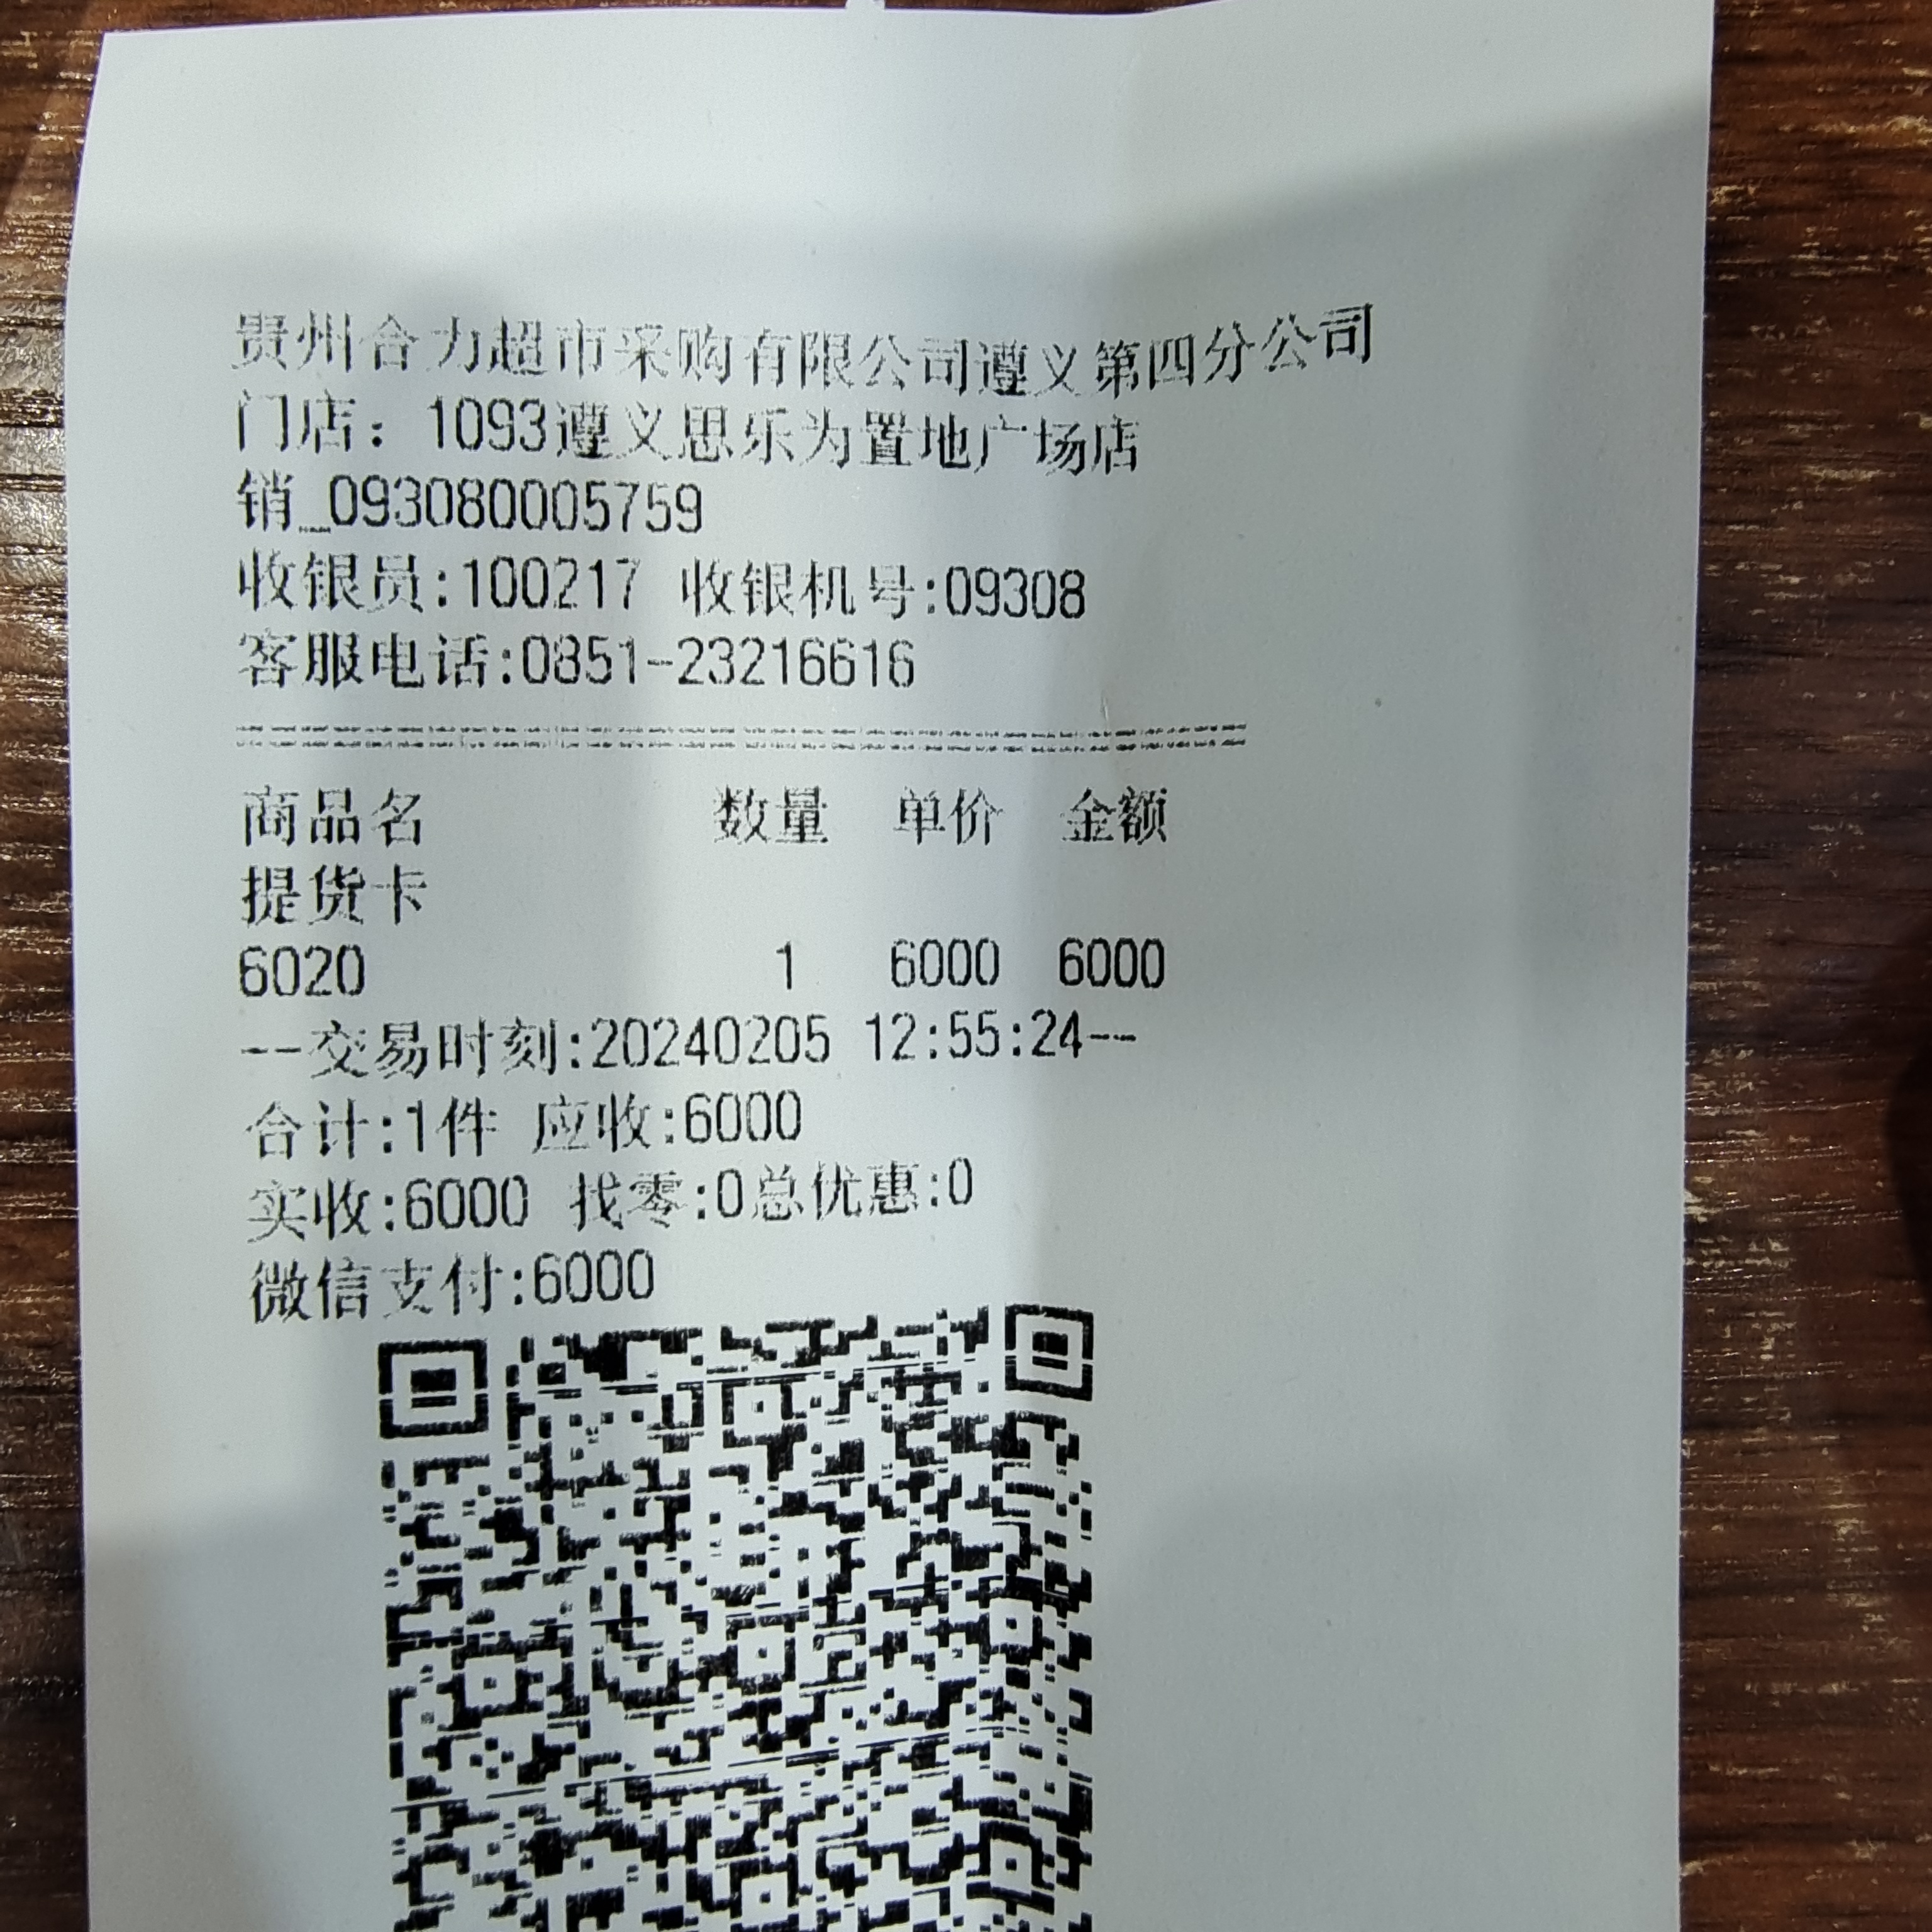 贵州合力超市采购有限公司遵义第四分公司
门店：1093遵义思乐为置地广场店
销_093080005759
收银员:100217 收银机号:09308
客服电话:0851-23216616
商品名 数量 单价 金额
提货卡
6020 1 6000 6000
--交易时刻:20240205 12:55:24--
合计:1件 应收:6000
实收:6000 找零:0总优惠:0
微信支付:6000